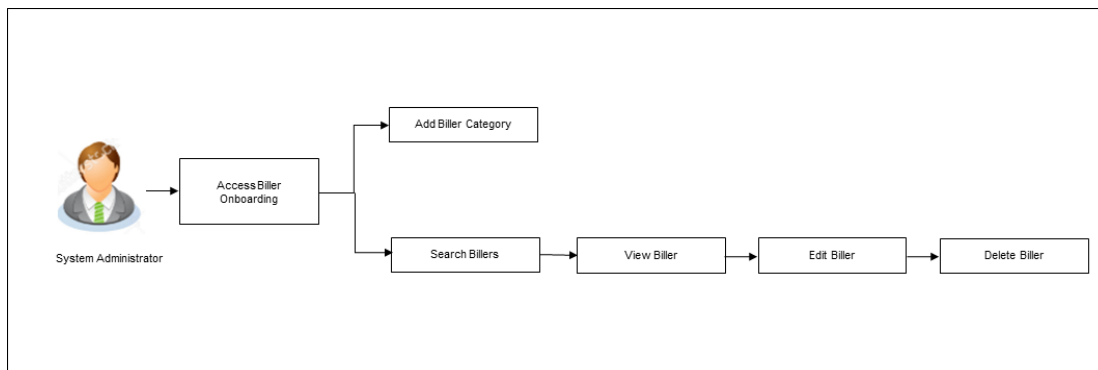 Add Biller Category
Access Biller
Onboarding
System Administrator
Search Billers
View Biller
Edit Biller
Delete Biller